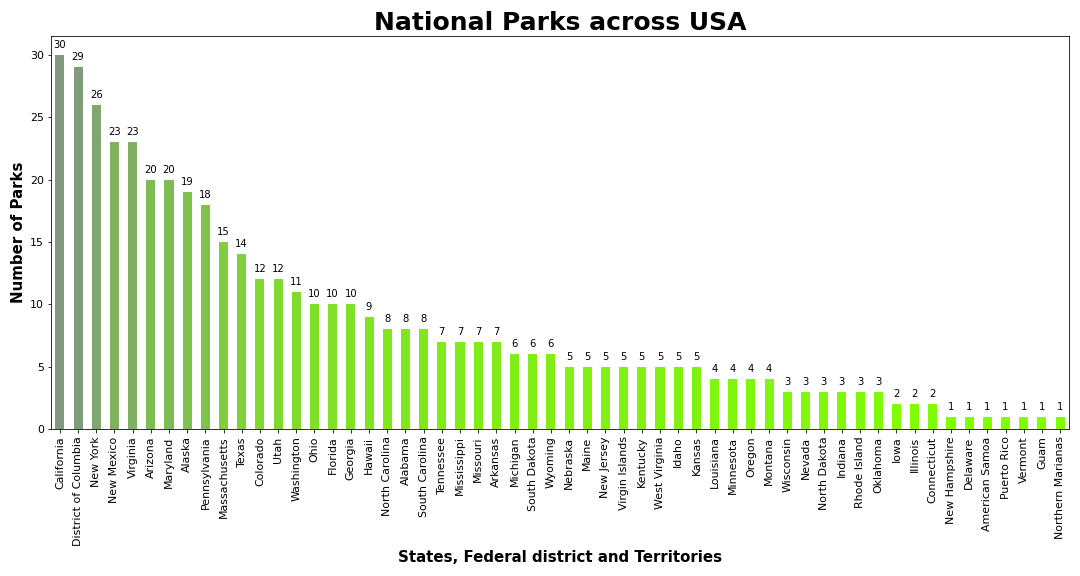 National Parks across USA
Number of Parks
30
25
20
15
10
5
0
30
29
26
23
23
20
20
19
18
15
14
12
12
11
10
10
10
9
8
8
8
7
7
7
7
6
6
6
5
5
5
5
5
5
5
5
4
4
4
4
3
3
3
3
3
3
2
2
2
1
1
1
1
1
1
1
California
District of Columbia
New York
New Mexico
Virginia
Arizona
Maryland
Alaska
Pennsylvania
Massachusetts
Texas
Colorado
Utah
Washington
Ohio
Florida
Georgia
Hawaii
North Carolina
Alabama
South Carolina
Tennessee
Mississippi
Missouri
Arkansas
Michigan
South Dakota
Wyoming
Nebraska
Maine
New Jersey
Virgin Islands
Kentucky
West Virginia
Idaho
Kansas
Louisiana
Minnesota
Oregon
Montana
Wisconsin
Nevada
North Dakota
Indiana
Rhode Island
Oklahoma
Iowa
Illinois
Connecticut
New Hampshire
Delaware
American Samoa
Puerto Rico
Vermont
Guam
Northern Marianas
States, Federal district and Territories